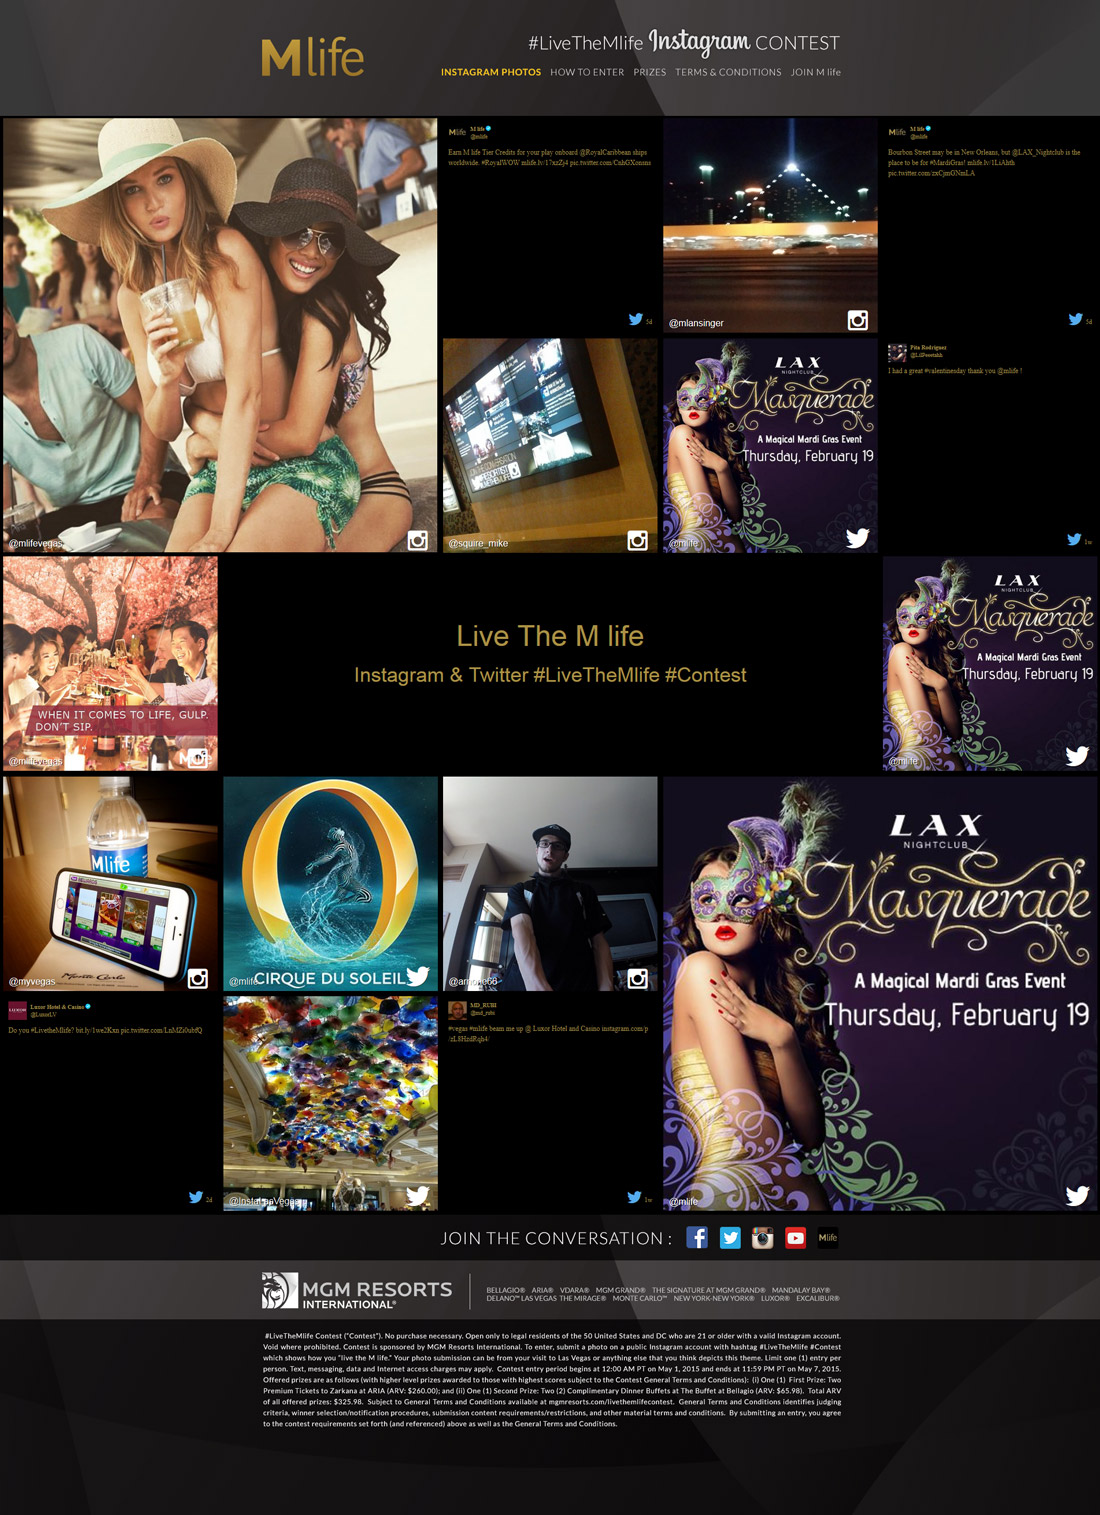 Mlife
#LiveTheMlife Instagram CONTEST
INSTAGRAM PHOTOS HOW TO ENTER PRIZES TERMS & CONDITIONS JOIN M life
@mlifevegas
Mlife M life
@mlife
Earn M life Tier Credits for your play onboard @RoyalCaribbean ships
worldwide. #RoyalWOW mlife.lv/17xzZj4 pic.twitter.com/CnhGXonsns
5d
@mlansinger
Mlife M life
@mlife
Bourbon Street may be in New Orleans, but @LAX_Nightclub is the
place to be for #MardiGras! mlife.lv/1LiAhth
pic.twitter.com/zxCjmGNmLA
5d
@squire_mike
LAX
NIGHTCLUB
Masquerade
A Magical Mardi Gras Event
Thursday, February 19
@mlife
Pita Rodriguez
I had a great #valentinesday thank you @mlife !
1w
WHEN IT COMES TO LIFE, GULP.
DON'T SIP.
@mlifevegas
Live The M life
Instagram & Twitter #LiveTheMlife #Contest
LAX
NIGHTCLUB
Masquerade
A Magical Mardi Gras Event
Thursday, February 19
@mlife
Mlife
Monte Carlo
@myvegas
O
CIRQUE DU SOLEIL
@mlife
LAX
NIGHTCLUB
Masquerade
A Magical Mardi Gras Event
Thursday, February 19
@mlife
LUXOR Luxor Hotel & Casino
@LuxorLV
Do you #LivetheMlife? bit.ly/1we2Kxn pic.twitter.com/LnMZi0ubfQ
2d
MD_RUBI
@md_rubi
#vegas #mlife beam me up @ Luxor Hotel and Casino instagram.com/p
/zL8HzdRqh4/
1w
JOIN THE CONVERSATION :
Mlife
MGM RESORTS
INTERNATIONAL®
BELLAGIO® ARIA® VDARA® MGM GRAND® THE SIGNATURE AT MGM GRAND® MANDALAY BAY®
DELANO™ LAS VEGAS THE MIRAGE® MONTE CARLO™ NEW YORK-NEW YORK® LUXOR® EXCALIBUR®
#LiveTheMlife Contest ("Contest"). No purchase necessary. Open only to legal residents of the 50 United States and DC who are 21 or older with a valid Instagram account.
Void where prohibited. Contest is sponsored by MGM Resorts International. To enter, submit a photo on a public Instagram account with hashtag #LiveTheMlife #Contest
which shows how you "live the M life." Your photo submission can be from your visit to Las Vegas or anything else that you think depicts this theme. Limit one (1) entry per
person. Text, messaging, data and Internet access charges may apply. Contest entry period begins at 12:00 AM PT on May 1, 2015 and ends at 11:59 PM PT on May 7, 2015.
Offered prizes are as follows (with higher level prizes awarded to those with highest scores subject to the Contest General Terms and Conditions): (i) One (1) First Prize: Two
Premium Tickets to Zarkana at ARIA (ARV: $260.00); and (ii) One (1) Second Prize: Two (2) Complimentary Dinner Buffets at The Buffet at Bellagio (ARV: $65.98). Total ARV
of all offered prizes: $325.98. Subject to General Terms and Conditions available at mgmresorts.com/livethemlifecontest. General Terms and Conditions identifies judging
criteria, winner selection/notification procedures, submission content requirements/restrictions, and other material terms and conditions. By submitting an entry, you agree
to the contest requirements set forth (and referenced) above as well as the General Terms and Conditions.